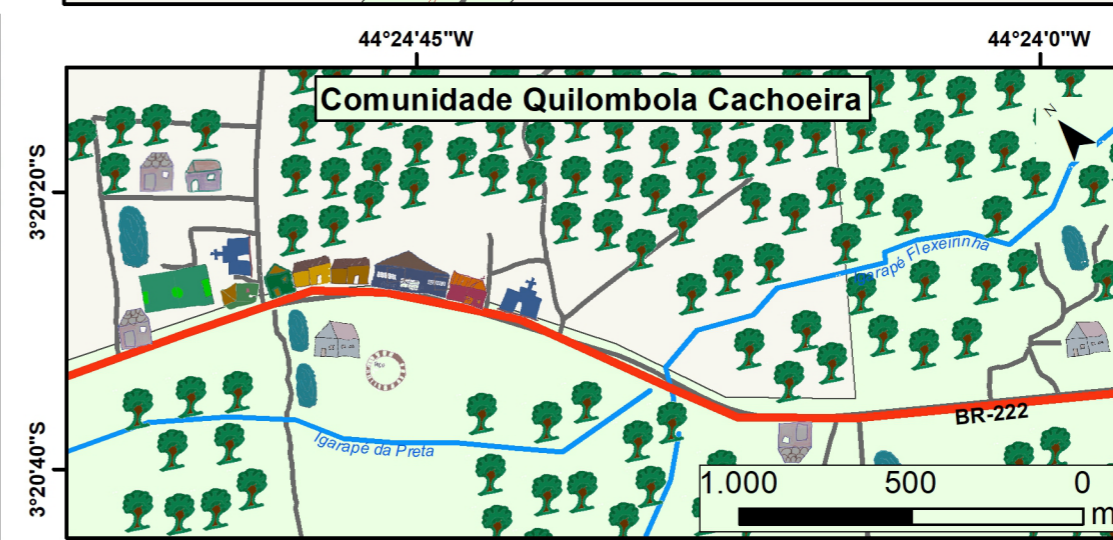 44°24'45"W
44°24'0"W
Comunidade Quilombola Cachoeira
N
3°20'20"S
Igarapé Flexeirinha
BR-222
Igarapé da Preta
3°20'40"S
1.000 500 0
m